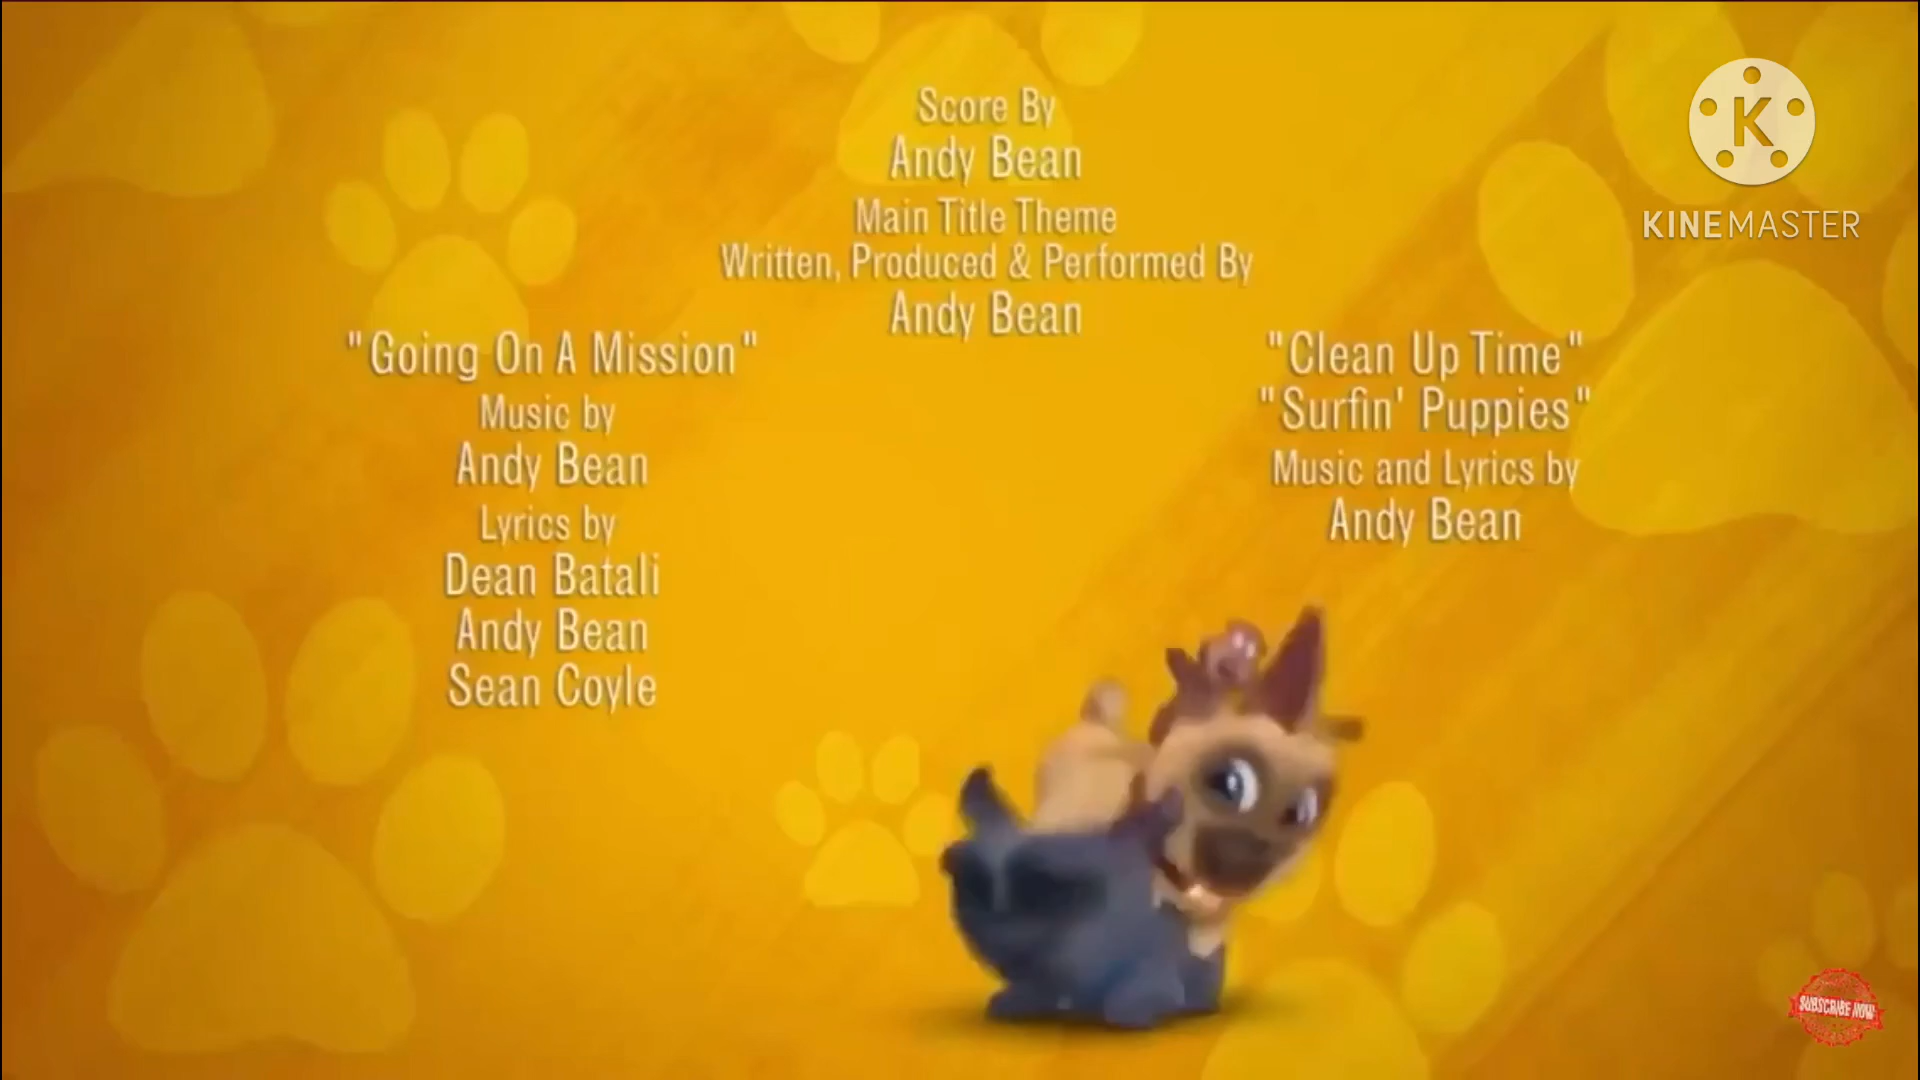 Score By
Andy Bean
Main Title Theme
Written, Produced & Performed By
Andy Bean
"Going On A Mission"
Music by
Andy Bean
Lyrics by
Dean Batali
Andy Bean
Sean Coyle
"Clean Up Time"
"Surfin' Puppies"
Music and Lyrics by
Andy Bean
K
KINEMASTER
SUBSCRIBE NOW